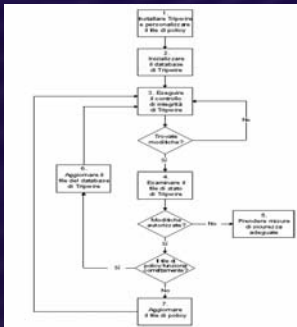 1.
Installare Tripwire
e personalizzare
il file di policy
2.
Inizializzare
il database
di Tripwire
3. Eseguire
il controllo
di integrità
di Tripwire
No
Trovate
modifiche?
Sì
6.
Aggiornare il
file del database
di Tripwire
4.
Esaminare il
file di stato
di Tripwire
Modifiche
autorizzate?
No
5.
Prendere misure
di sicurezza
adeguate
Sì
Il file di
policy funziona
correttamente?
Sì
No
7.
Aggiornare
il file di policy